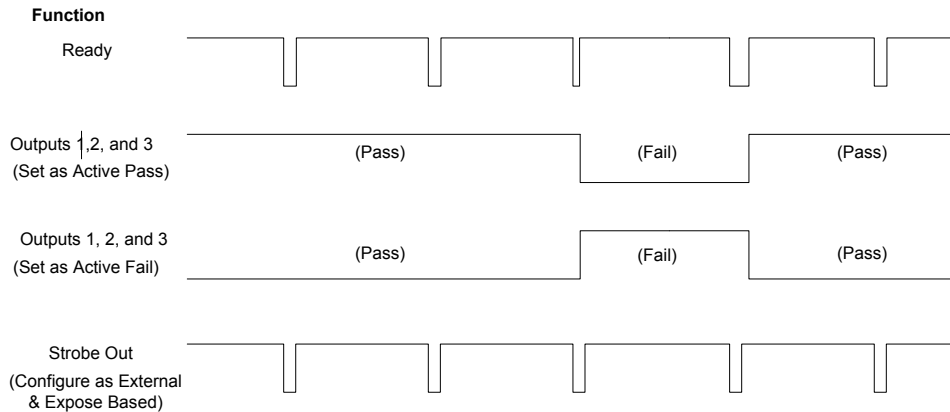 Function
Ready
Outputs 1,2, and 3
(Set as Active Pass)
(Pass)
(Fail)
(Pass)
Outputs 1, 2, and 3
(Set as Active Fail)
(Pass)
(Fail)
(Pass)
Strobe Out
(Configure as External
& Expose Based)